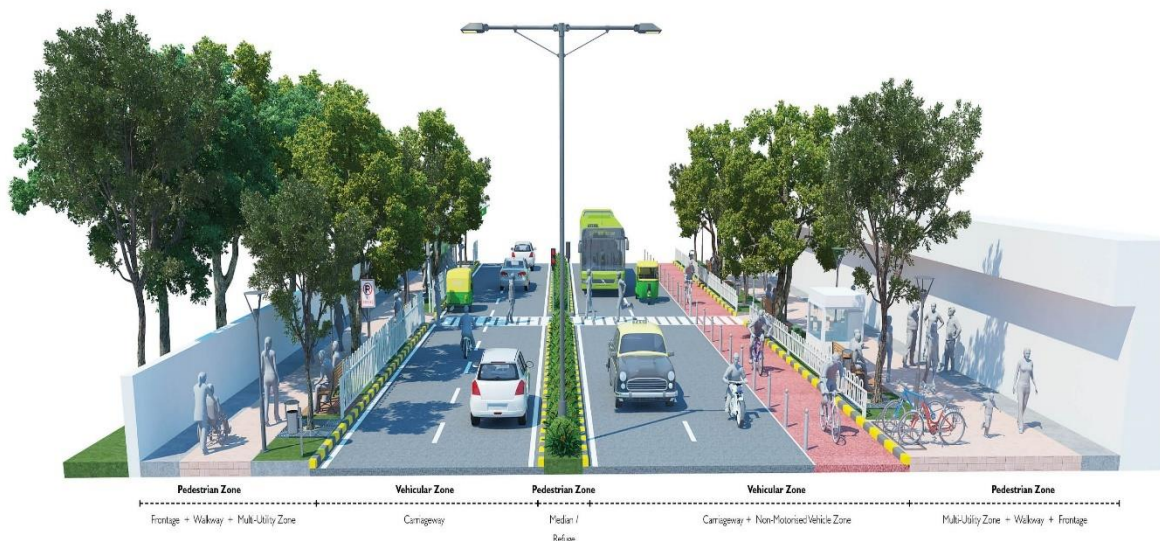 Pedestrian Zone
Vehicular Zone
Pedestrian Zone
Vehicular Zone
Pedestrian Zone
Frontage + Walkway + Multi-Utility Zone
Carriageway
Median /
Refuge
Carriageway + Non-Motorised Vehicle Zone
Multi-Utility Zone + Walkway + Frontage